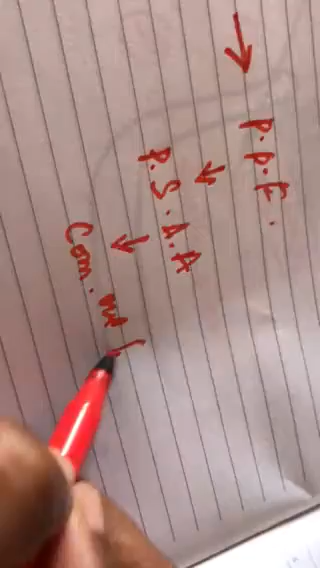 → P.P.E.
↓
P.S.A.A
↓
Com.